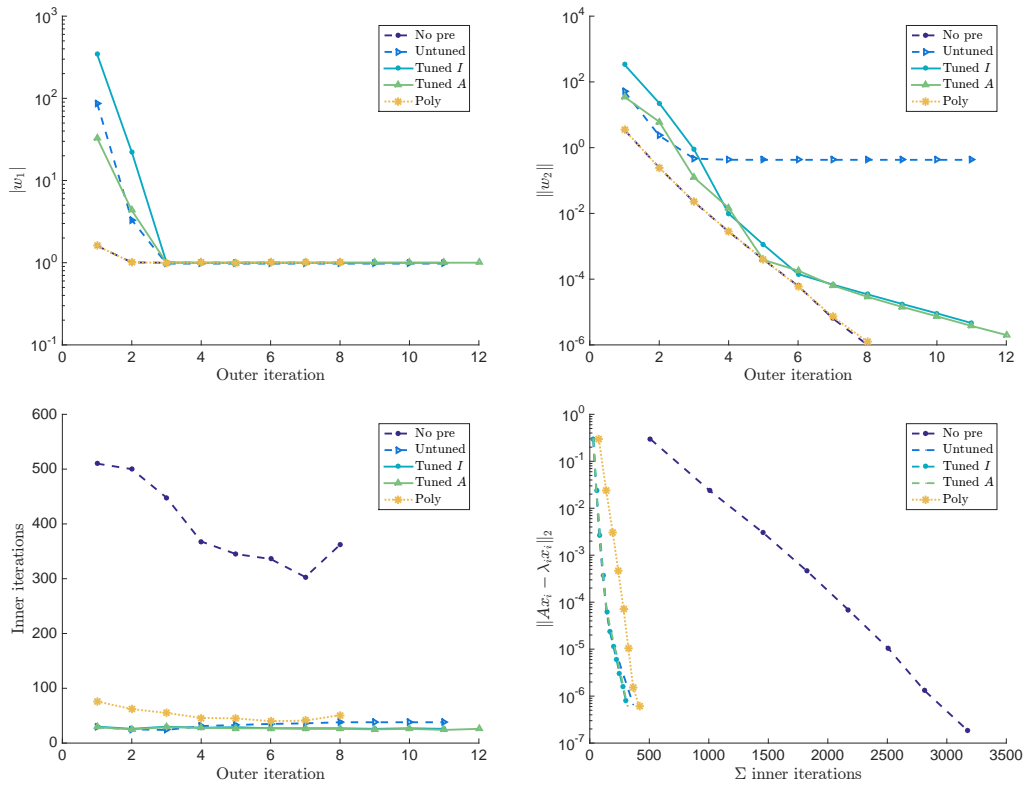 10^3
10^2
10^1
10^0
10^-1
|w_1|
0 2 4 6 8 10 12
Outer iteration
No pre
Untuned
Tuned I
Tuned A
Poly
10^4
10^2
10^0
10^-2
10^-4
10^-6
||w_2||
0 2 4 6 8 10 12
Outer iteration
No pre
Untuned
Tuned I
Tuned A
Poly
600
500
400
300
200
100
0
Inner iterations
0 2 4 6 8 10 12
Outer iteration
No pre
Untuned
Tuned I
Tuned A
Poly
10^0
10^-1
10^-2
10^-3
10^-4
10^-5
10^-6
10^-7
||Ax_i − λ_i x_i||_2
0 500 1000 1500 2000 2500 3000 3500
Σ inner iterations
No pre
Untuned
Tuned I
Tuned A
Poly